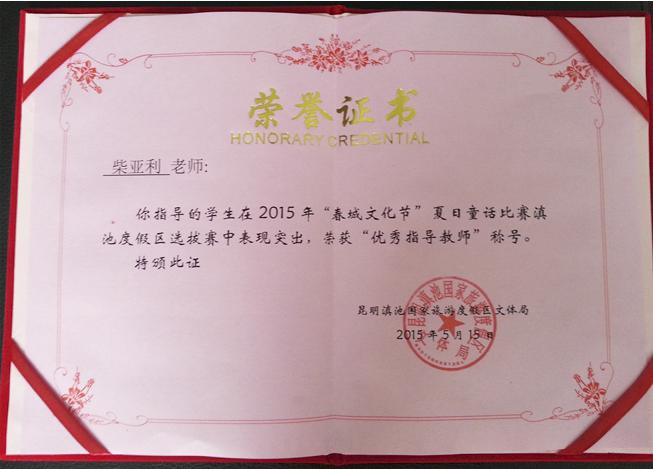 荣誉证书
HONORARY CREDENTIAL
柴亚利 老师:
你指导的学生在2015年“春城文化节”夏日童话比赛滇
池度假区选拔赛中表现突出，荣获“优秀指导教师”称号。
特颁此证
昆明滇池国家旅游度假区文体局
2015年5月15日